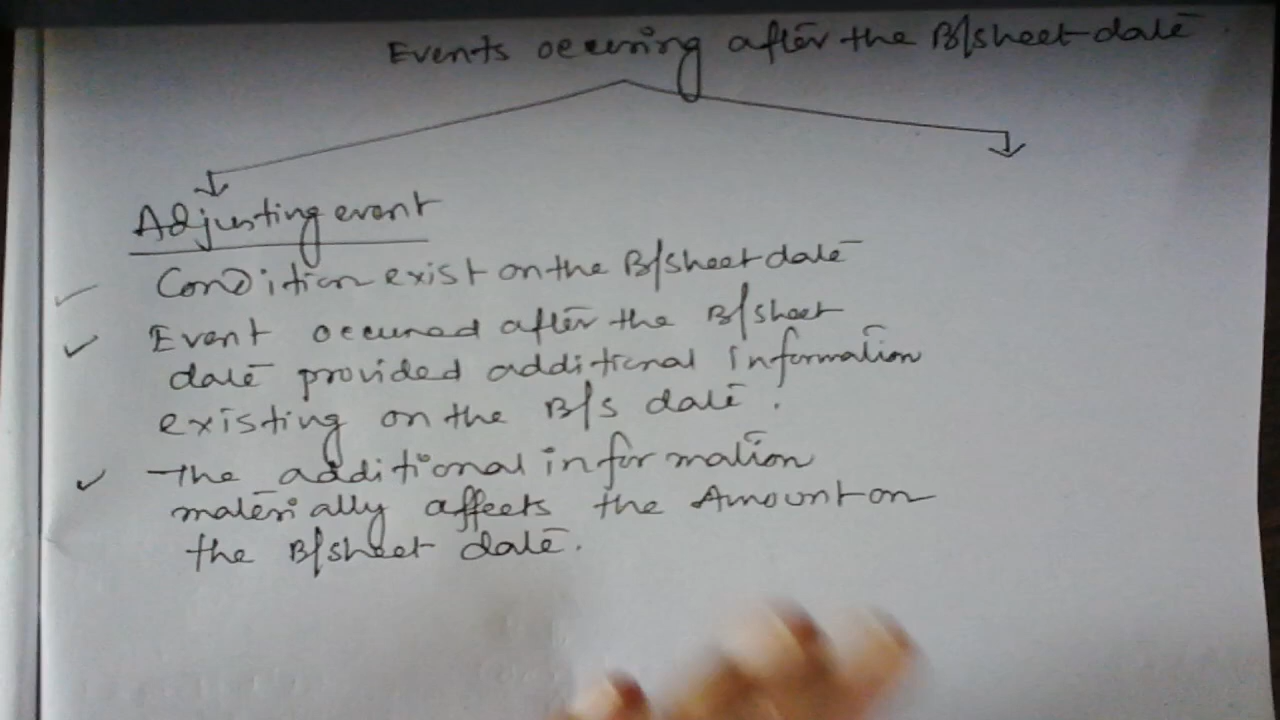 Events occuring after the B/sheet date
Adjusting event
Condition exist on the B/sheet date
Event occured after the B/sheet
date provided additional information
existing on the B/s date.
The additional information
materially affects the Amount on
the B/sheet date.